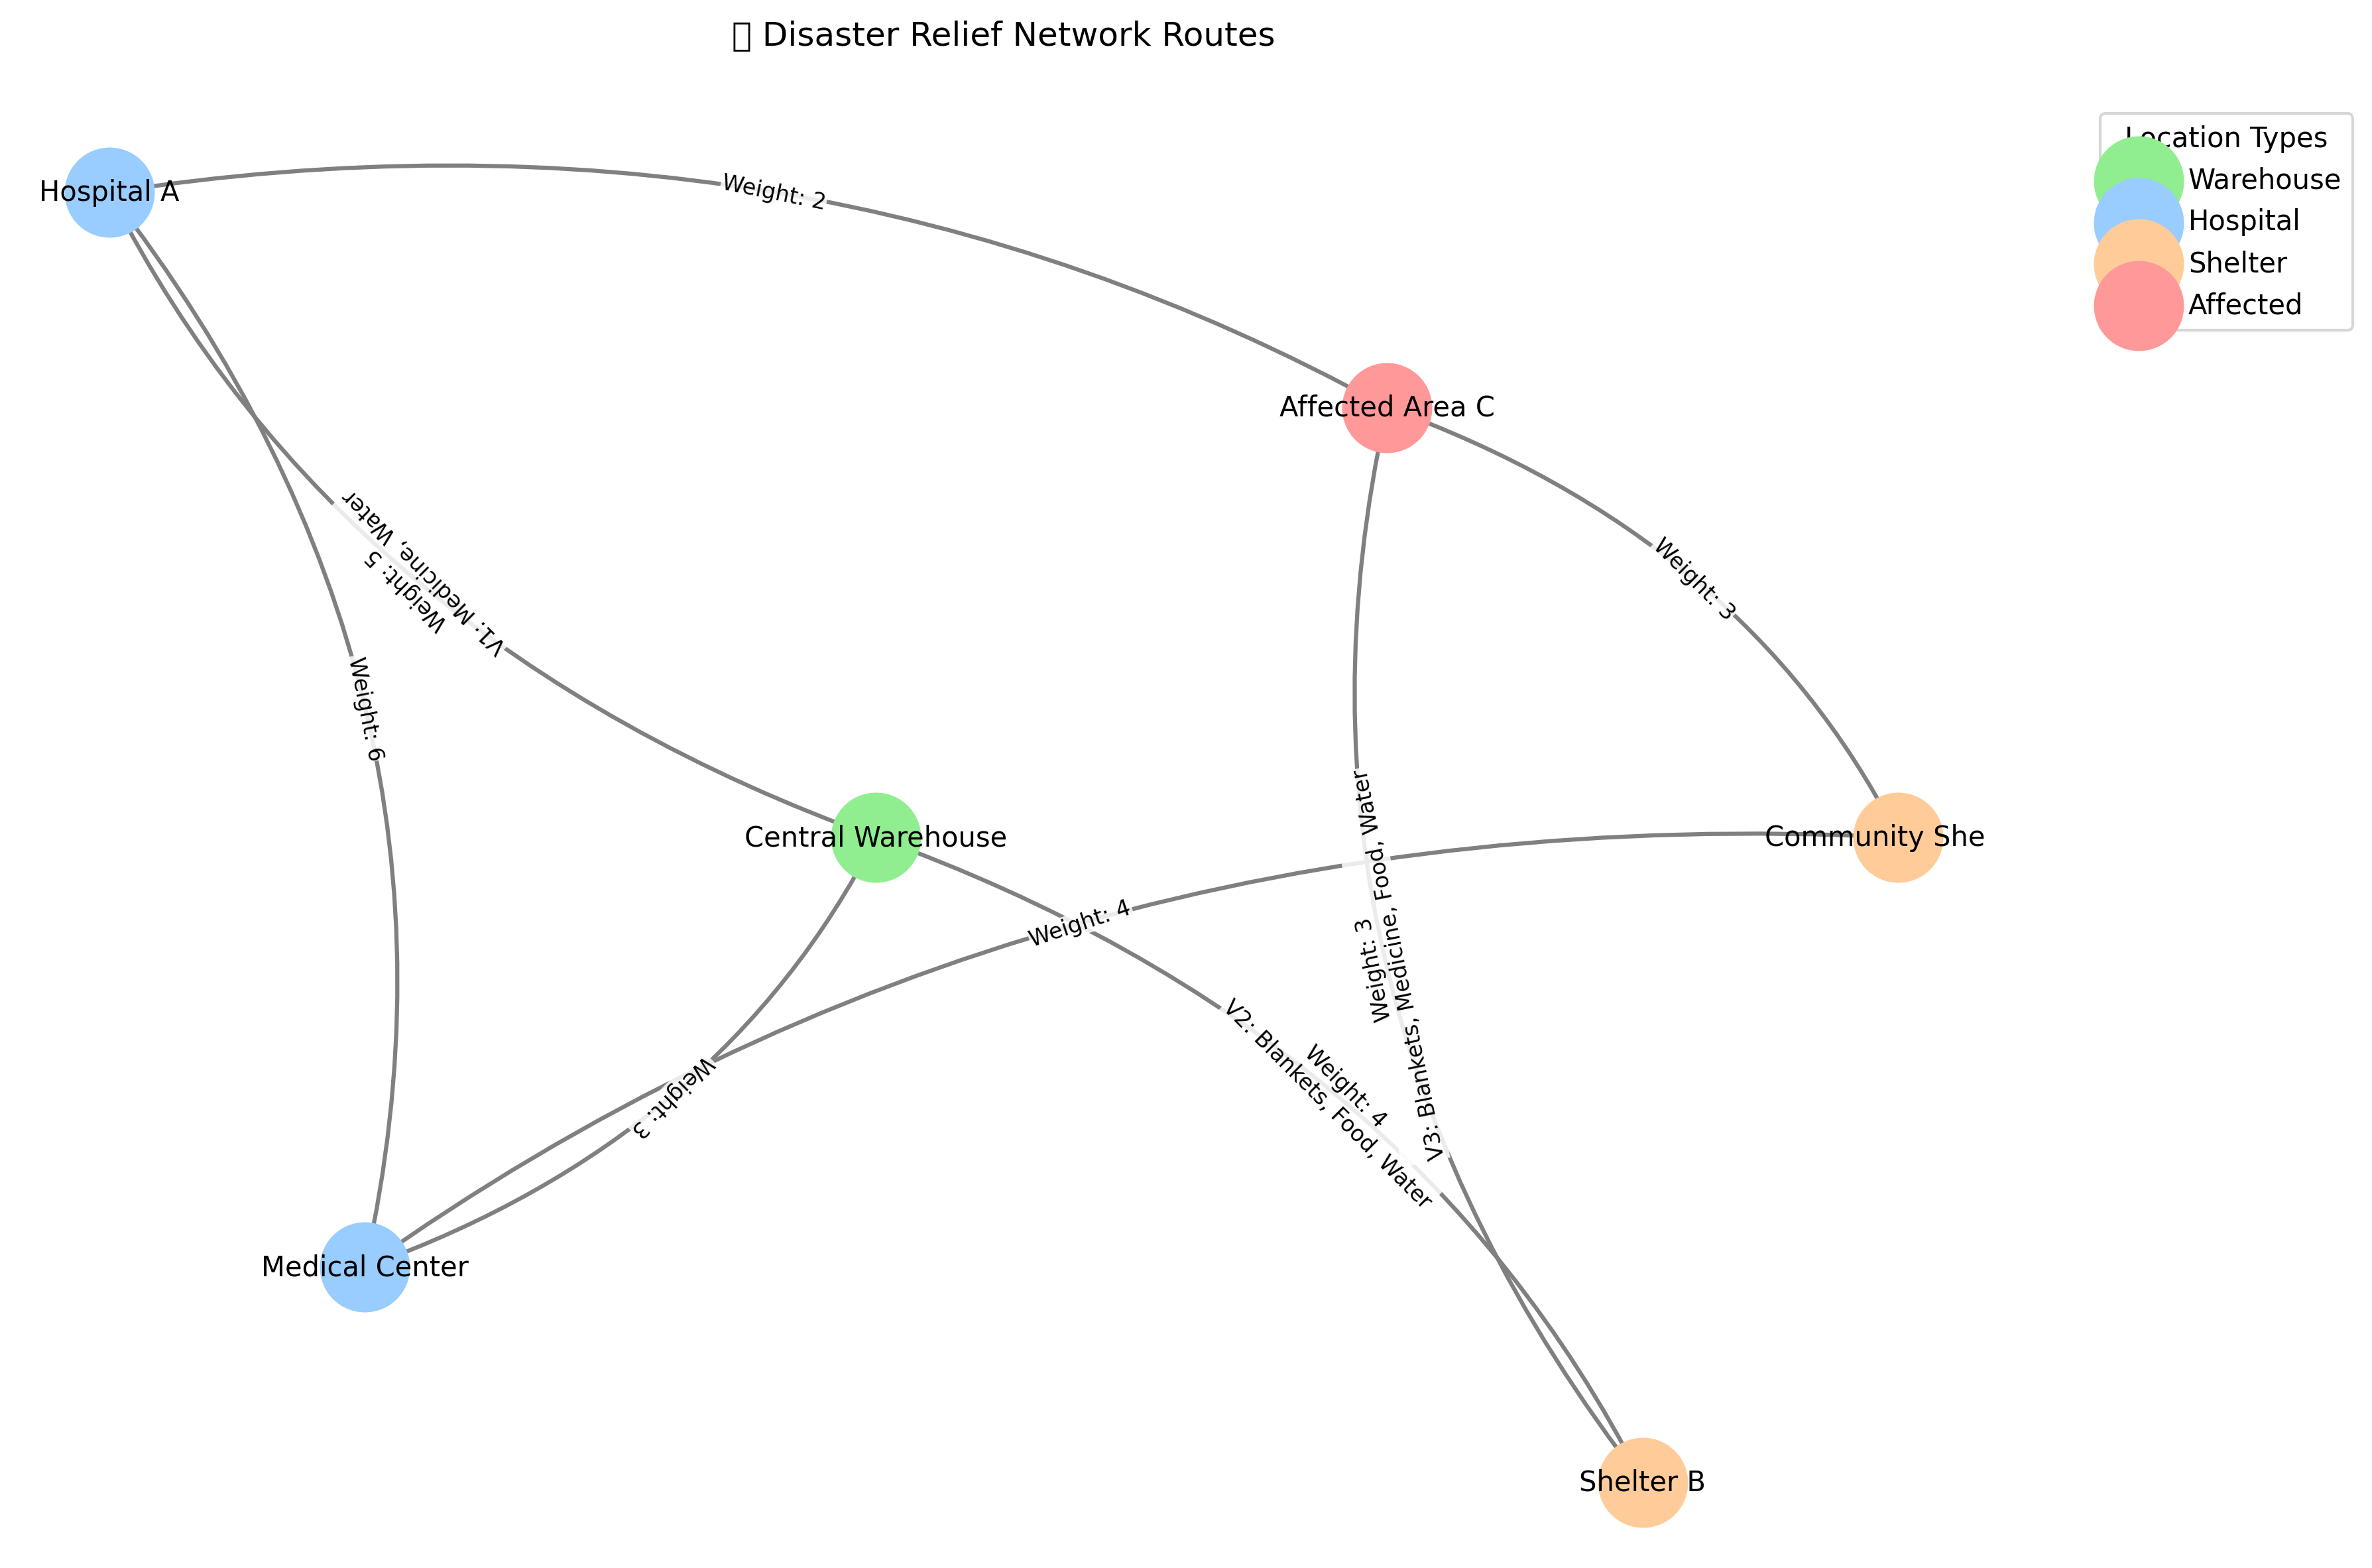 Disaster Relief Network Routes
Location Types
Warehouse
Hospital
Shelter
Affected
Hospital A
Weight: 2
Affected Area C
V1: Medicine, Water
Weight: 5
Weight: 3
Weight: 6
Central Warehouse
Community She
V3: Blankets, Medicine, Food, Water
Weight: 3
Weight: 4
V2: Blankets, Food, Water
Weight: 4
Weight: 3
Medical Center
Shelter B